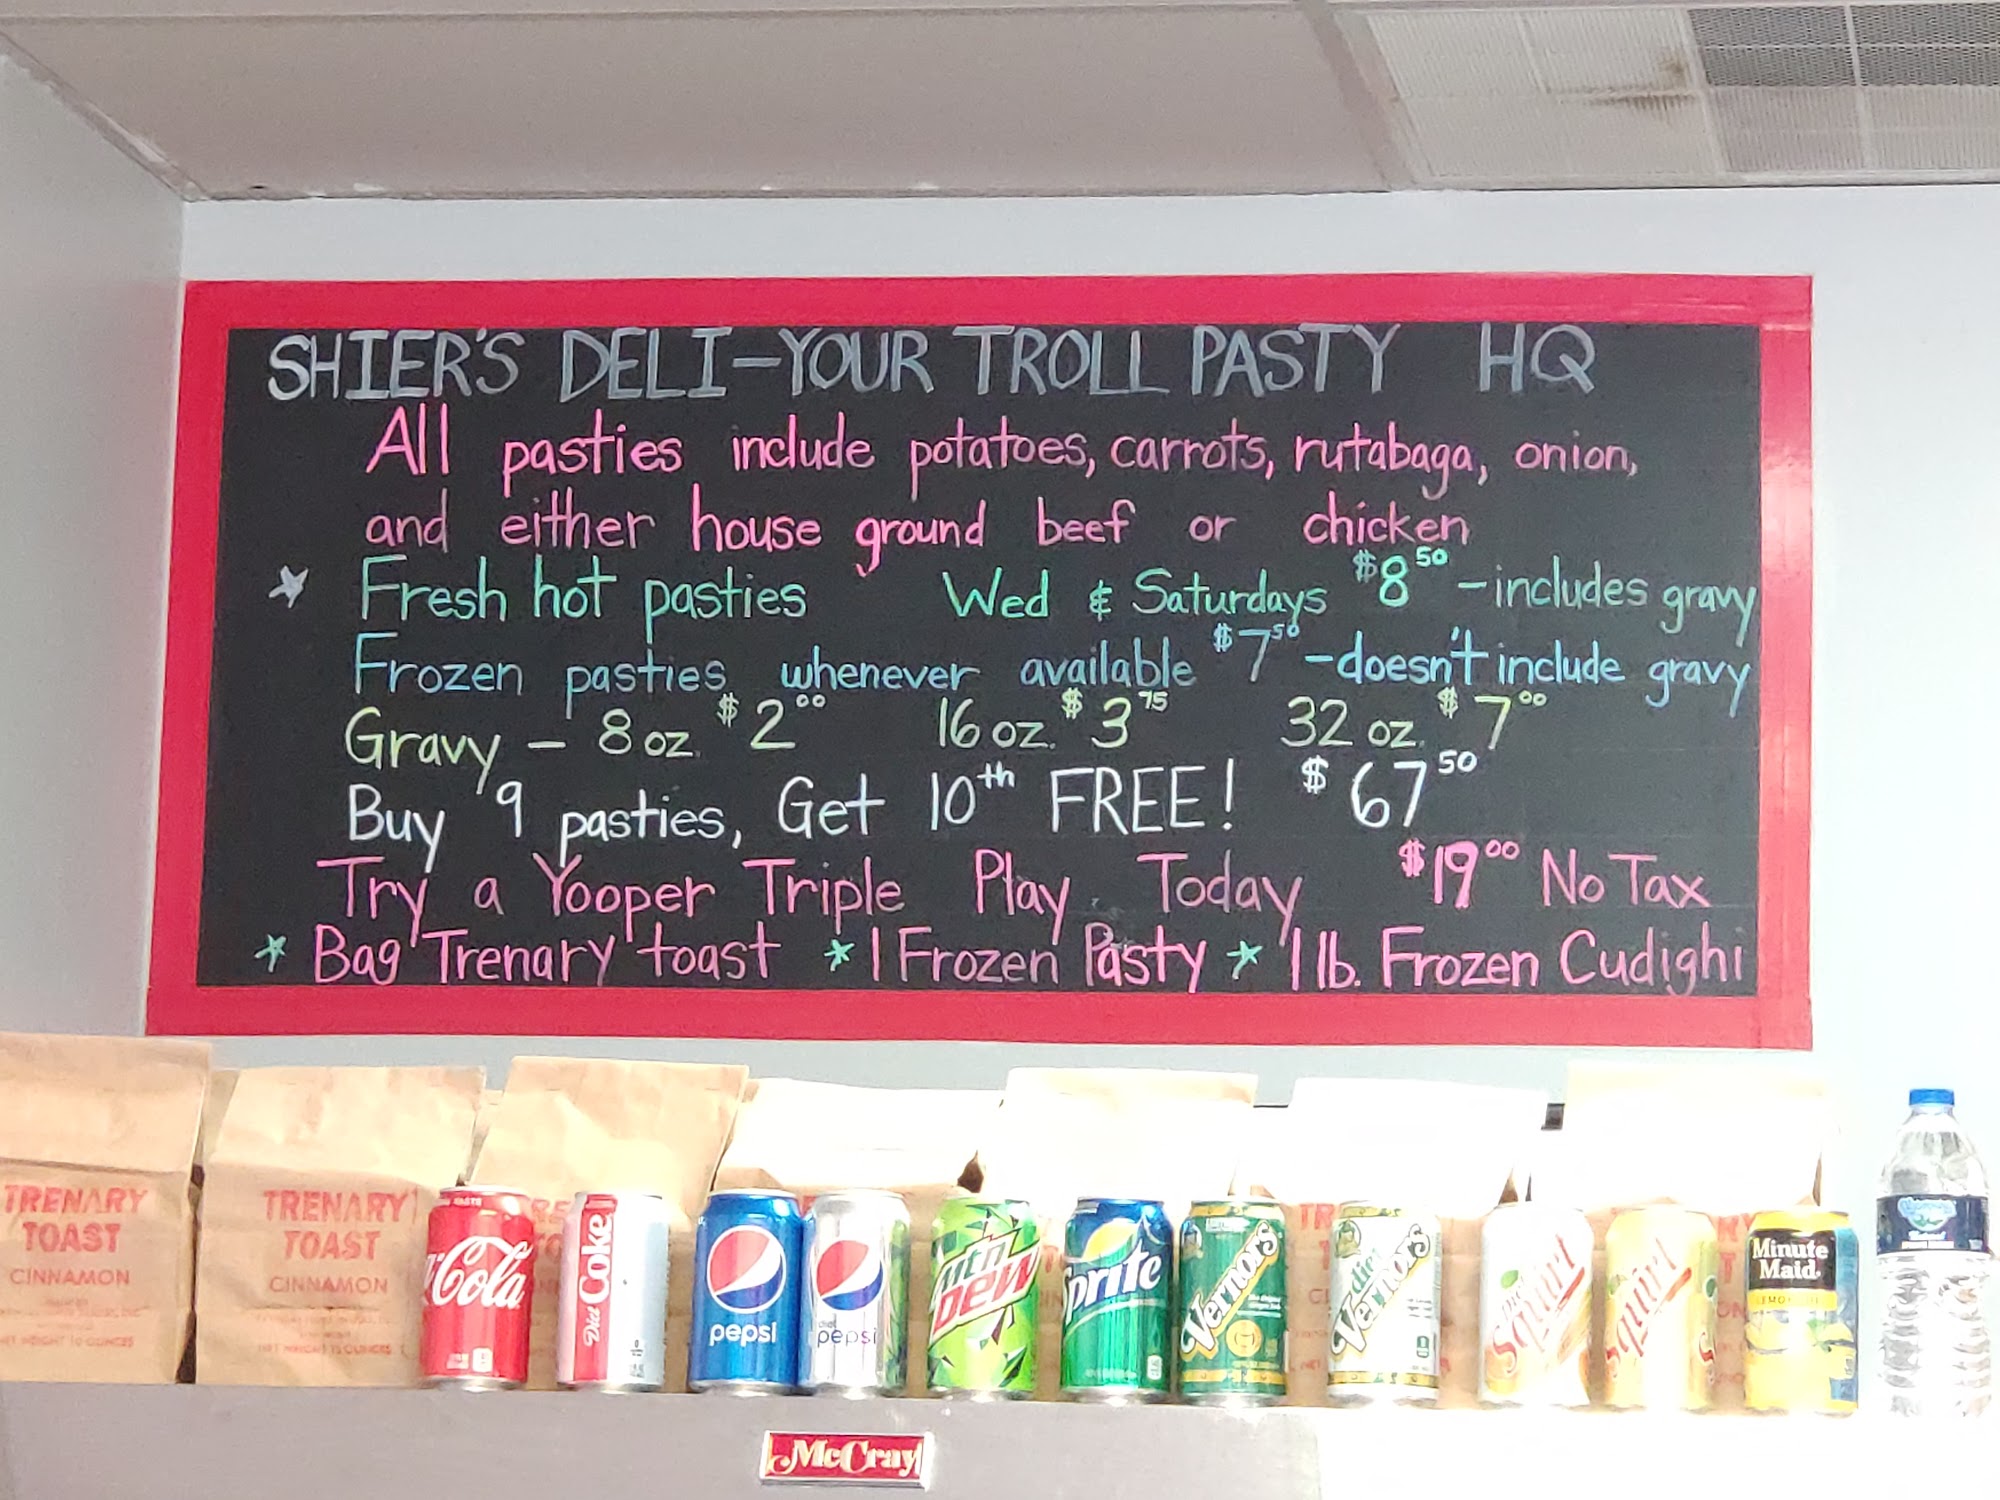 SHIER'S DELI-YOUR TROLL PASTY HQ
All pasties include potatoes, carrots, rutabaga, onion,
and either house ground beef or chicken
Fresh hot pasties Wed & Saturdays $8 50 - includes gravy
Frozen pasties whenever available $7 50 - doesn't include gravy
Gravy - 8 oz. $2 00 16 oz. $3 75 32 oz. $7 00
Buy 9 pasties, Get 10th FREE! $67 50
Try a Yooper Triple Play Today $19 00 No Tax
Bag Trenary toast 1 Frozen Pasty 1 lb. Frozen Cudighi
TRENARY
TOAST
CINNAMON
NET WEIGHT 10 OUNCES
TRENARY
TOAST
CINNAMON
Cola
Diet Coke
pepsi
diet
pepsi
mtn
DEW
Sprite
Vernors
diet
Vernors
Squirt
Squirt
Minute
Maid
McCray